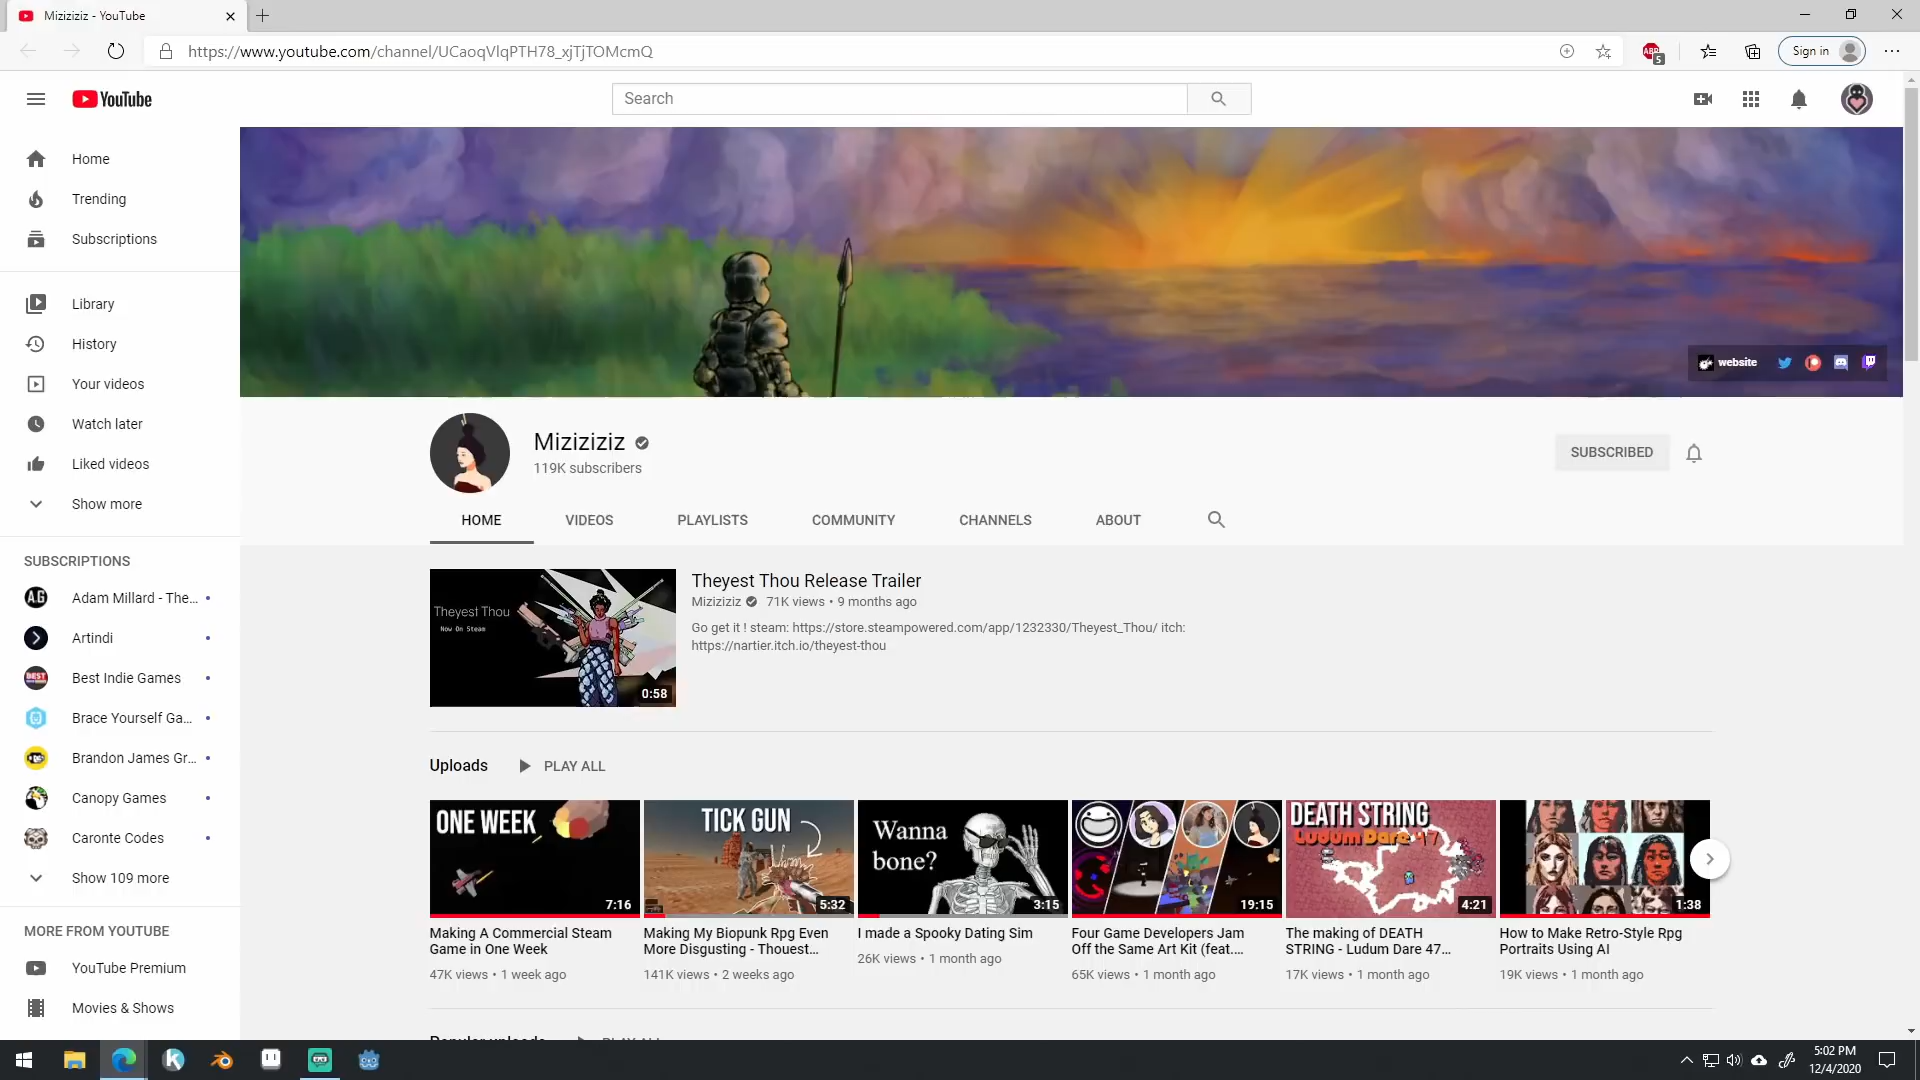 Miziziziz - YouTube
https://www.youtube.com/channel/UCaoqVlqPTH78_xjTjTOMcmQ
ABP
5
Sign in
YouTube
Search
Home
Trending
Subscriptions
Library
History
Your videos
Watch later
Liked videos
Show more
SUBSCRIPTIONS
A.G
Adam Millard - The...
Artindi
BEST
Best Indie Games
Brace Yourself Ga...
Brandon James Gr...
Canopy Games
Caronte Codes
Show 109 more
MORE FROM YOUTUBE
YouTube Premium
Movies & Shows
website
Miziziziz
119K subscribers
SUBSCRIBED
HOME
VIDEOS
PLAYLISTS
COMMUNITY
CHANNELS
ABOUT
Theyest Thou
Now On Steam
0:58
Theyest Thou Release Trailer
Miziziziz 71K views • 9 months ago
Go get it ! steam: https://store.steampowered.com/app/1232330/Theyest_Thou/ itch:
https://nartier.itch.io/theyest-thou
Uploads
PLAY ALL
ONE WEEK
7:16
Making A Commercial Steam
Game in One Week
47K views • 1 week ago
TICK GUN
5:32
Making My Biopunk Rpg Even
More Disgusting - Thouest...
141K views • 2 weeks ago
Wanna
bone?
3:15
I made a Spooky Dating Sim
26K views • 1 month ago
19:15
Four Game Developers Jam
Off the Same Art Kit (feat....
65K views • 1 month ago
DEATH STRING
Ludum Dare 47
4:21
The making of DEATH
STRING - Ludum Dare 47...
17K views • 1 month ago
1:38
How to Make Retro-Style Rpg
Portraits Using AI
19K views • 1 month ago
Popular uploads
PLAY ALL
5:02 PM
12/4/2020